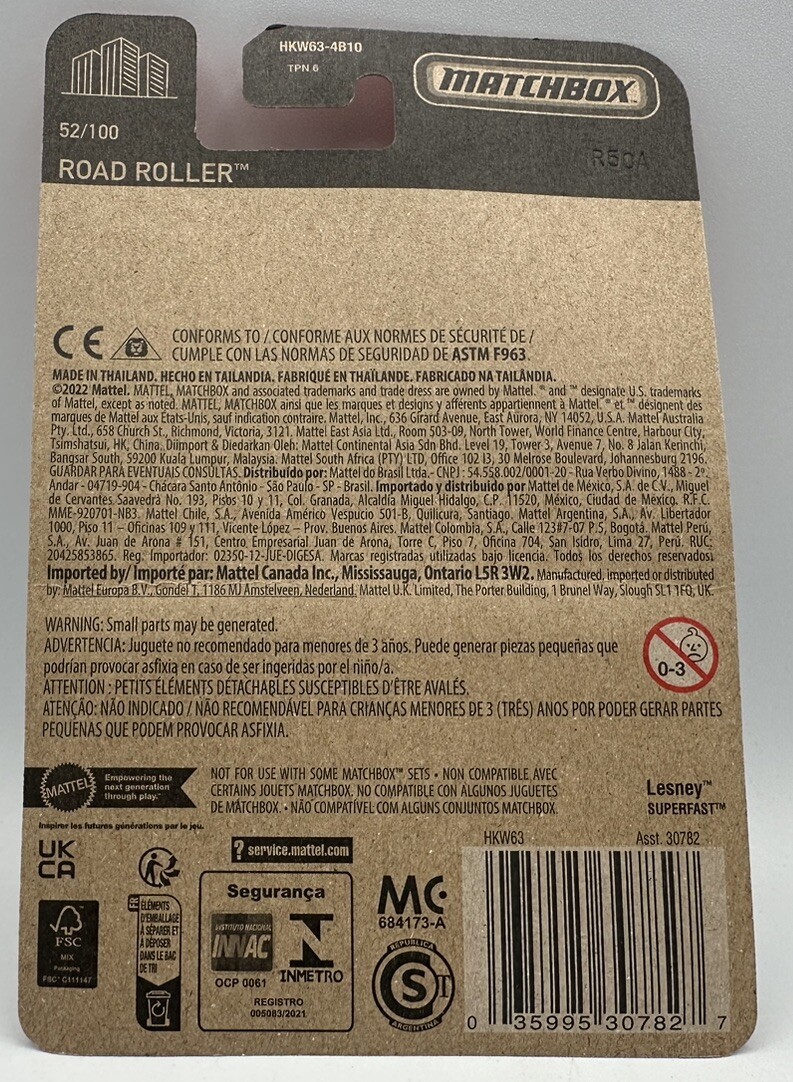 HKW63-4B10
TPN 6
MATCHBOX
52/100
ROAD ROLLER™
R50A
CE
CONFORMS TO / CONFORME AUX NORMES DE SÉCURITÉ DE /
CUMPLE CON LAS NORMAS DE SEGURIDAD DE ASTM F963.
MADE IN THAILAND. HECHO EN TAILANDIA. FABRIQUÉ EN THAÏLANDE. FABRICADO NA TAILÂNDIA.
©2022 Mattel. MATTEL, MATCHBOX and associated trademarks and trade dress are owned by Mattel. ® and ™ designate U.S. trademarks
of Mattel, except as noted. MATTEL, MATCHBOX ainsi que les marques et designs y afférents appartiennent à Mattel. ® et ™ désignent des
marques de Mattel aux États-Unis, sauf indication contraire. Mattel, Inc., 636 Girard Avenue, East Aurora, NY 14052, U.S.A. Mattel Australia
Pty. Ltd., 658 Church St., Richmond, Victoria, 3121. Mattel East Asia Ltd., Room 503-09, North Tower, World Finance Centre, Harbour City,
Tsimshatsui, HK, China. Diimport & Diedarkan Oleh: Mattel Continental Asia Sdn Bhd. Level 19, Tower 3, Avenue 7, No. 8 Jalan Kerinchi,
Bangsar South, 59200 Kuala Lumpur, Malaysia. Mattel South Africa (PTY) LTD, Office 102 I3, 30 Melrose Boulevard, Johannesburg 2196.
GUARDAR PARA EVENTUAIS CONSULTAS. Distribuído por: Mattel do Brasil Ltda.- CNPJ : 54.558.002/0001-20 - Rua Verbo Divino, 1488 - 2º.
Andar - 04719-904 - Chácara Santo Antônio - São Paulo - SP - Brasil. Importado y distribuido por Mattel de México, S.A. de C.V., Miguel
de Cervantes Saavedra No. 193, Pisos 10 y 11, Col. Granada, Alcaldía Miguel Hidalgo, C.P. 11520, México, Ciudad de México. R.F.C.
MME-920701-NB3. Mattel Chile, S.A., Avenida Américo Vespucio 501-B, Quilicura, Santiago. Mattel Argentina, S.A., Av. Libertador
1000, Piso 11 – Oficinas 109 y 111, Vicente López – Prov. Buenos Aires. Mattel Colombia, S.A., Calle 123#7-07 P.5, Bogotá. Mattel Perú,
S.A., Av. Juan de Arona # 151, Centro Empresarial Juan de Arona, Torre C, Piso 7, Oficina 704, San Isidro, Lima 27, Perú. RUC:
20425853865. Reg. Importador: 02350-12-JUE-DIGESA. Marcas registradas utilizadas bajo licencia. Todos los derechos reservados.
Imported by/ Importé par: Mattel Canada Inc., Mississauga, Ontario L5R 3W2. Manufactured, imported or distributed
by: Mattel Europa B.V., Gondel 1, 1186 MJ Amstelveen, Nederland. Mattel U.K. Limited, The Porter Building, 1 Brunel Way, Slough SL1 1FQ, UK.
WARNING: Small parts may be generated.
ADVERTENCIA: Juguete no recomendado para menores de 3 años. Puede generar piezas pequeñas que
podrían provocar asfixia en caso de ser ingeridas por el niño/a.
ATTENTION : PETITS ÉLÉMENTS DÉTACHABLES SUSCEPTIBLES D'ÊTRE AVALÉS.
ATENÇÃO: NÃO INDICADO / NÃO RECOMENDÁVEL PARA CRIANÇAS MENORES DE 3 (TRÊS) ANOS POR PODER GERAR PARTES
PEQUENAS QUE PODEM PROVOCAR ASFIXIA.
0-3
MATTEL
Empowering the
next generation
through play.™
Inspirer les futures générations par le jeu.
NOT FOR USE WITH SOME MATCHBOX™ SETS • NON COMPATIBLE AVEC
CERTAINS JOUETS MATCHBOX. NO COMPATIBLE CON ALGUNOS JUGUETES
DE MATCHBOX. • NÃO COMPATÍVEL COM ALGUNS CONJUNTOS MATCHBOX.
Lesney™
SUPERFAST™
UK
CA
? service.mattel.com
HKW63
Asst. 30782
FSC
MIX
Packaging
FSC® C111147
FR
ÉLÉMENTS
D'EMBALLAGE
À SÉPARER ET
À DÉPOSER
DANS LE BAC
DE TRI
Segurança
INSTITUTO NACIONAL
INNAC
OCP 0061
INMETRO
REGISTRO
005083/2021
MC
684173-A
REPUBLICA
S T
ARGENTINA
0 35995 30782 7